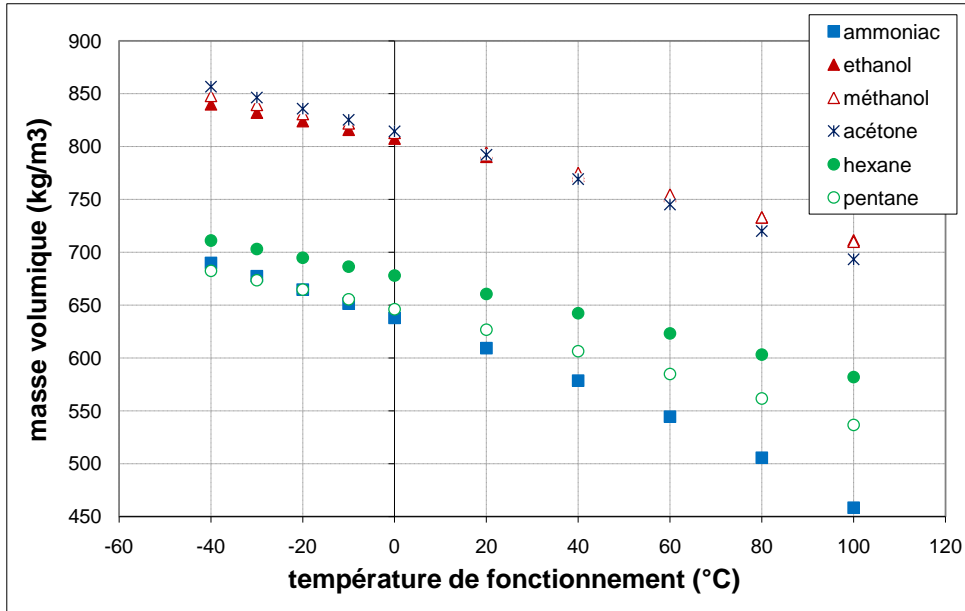 900
850
800
750
700
650
600
550
500
450
masse volumique (kg/m3)
-60 -40 -20 0 20 40 60 80 100 120
température de fonctionnement (°C)
ammoniac
ethanol
méthanol
acétone
hexane
pentane